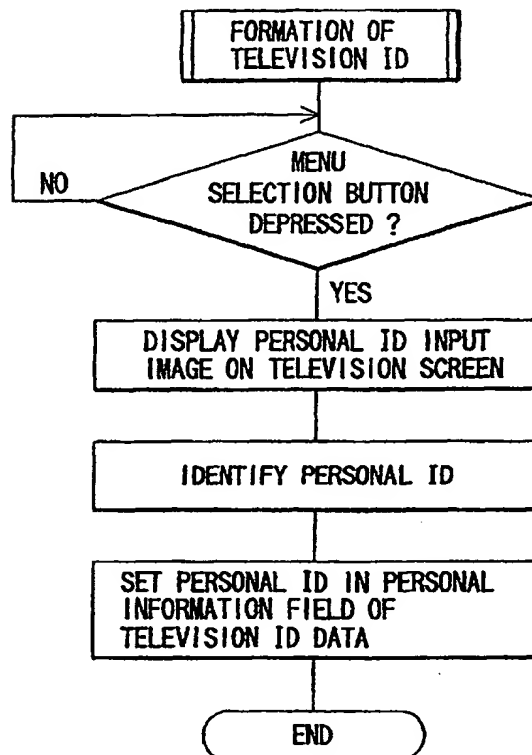 FORMATION OF
TELEVISION ID
MENU
SELECTION BUTTON
DEPRESSED ?
NO
YES
DISPLAY PERSONAL ID INPUT
IMAGE ON TELEVISION SCREEN
IDENTIFY PERSONAL ID
SET PERSONAL ID IN PERSONAL
INFORMATION FIELD OF
TELEVISION ID DATA
END